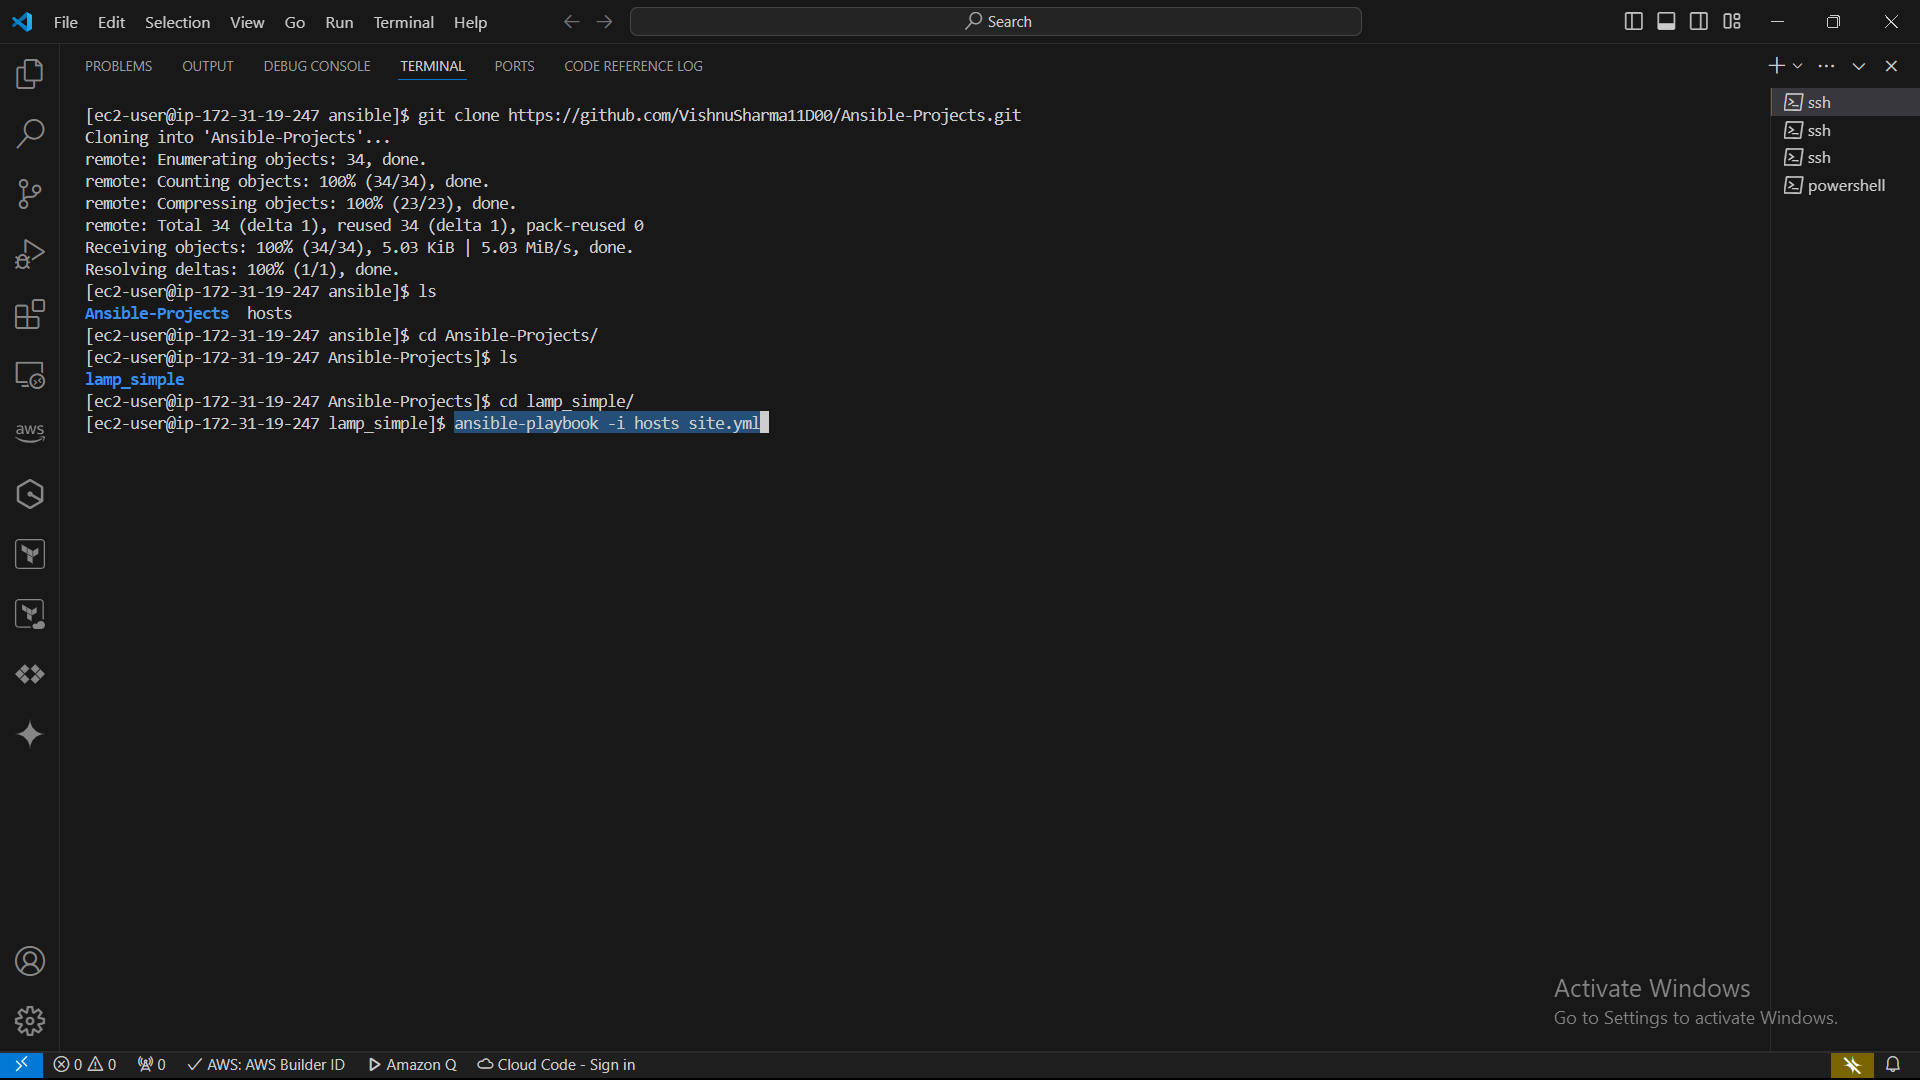 File Edit Selection View Go Run Terminal Help
Search
PROBLEMS OUTPUT DEBUG CONSOLE TERMINAL PORTS CODE REFERENCE LOG
[ec2-user@ip-172-31-19-247 ansible]$ git clone https://github.com/VishnuSharma11D00/Ansible-Projects.git
Cloning into 'Ansible-Projects'...
remote: Enumerating objects: 34, done.
remote: Counting objects: 100% (34/34), done.
remote: Compressing objects: 100% (23/23), done.
remote: Total 34 (delta 1), reused 34 (delta 1), pack-reused 0
Receiving objects: 100% (34/34), 5.03 KiB | 5.03 MiB/s, done.
Resolving deltas: 100% (1/1), done.
[ec2-user@ip-172-31-19-247 ansible]$ ls
Ansible-Projects hosts
[ec2-user@ip-172-31-19-247 ansible]$ cd Ansible-Projects/
[ec2-user@ip-172-31-19-247 Ansible-Projects]$ ls
lamp_simple
[ec2-user@ip-172-31-19-247 Ansible-Projects]$ cd lamp_simple/
[ec2-user@ip-172-31-19-247 lamp_simple]$ ansible-playbook -i hosts site.yml
ssh
ssh
ssh
powershell
aws
Activate Windows
Go to Settings to activate Windows.
0 0 0 AWS: AWS Builder ID Amazon Q Cloud Code - Sign in